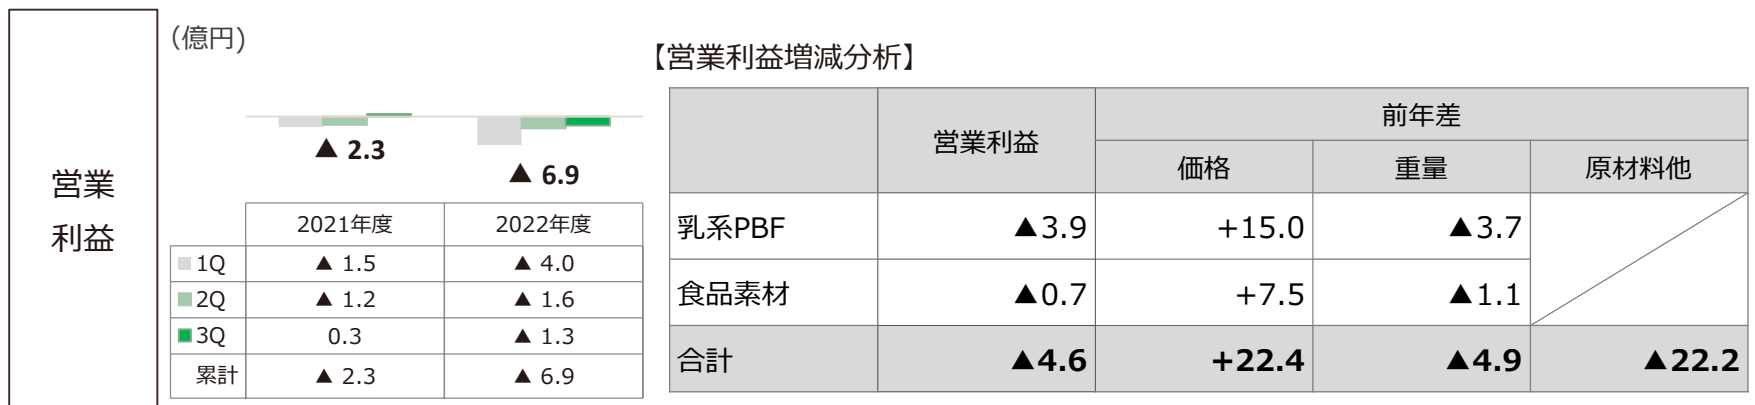 営業
利益
（億円）
▲ 2.3
▲ 6.9
2021年度 2022年度
1Q ▲ 1.5 ▲ 4.0
2Q ▲ 1.2 ▲ 1.6
3Q 0.3 ▲ 1.3
累計 ▲ 2.3 ▲ 6.9
【営業利益増減分析】
営業利益 前年差
価格 重量 原材料他
乳系PBF ▲3.9 +15.0 ▲3.7
食品素材 ▲0.7 +7.5 ▲1.1
合計 ▲4.6 +22.4 ▲4.9 ▲22.2